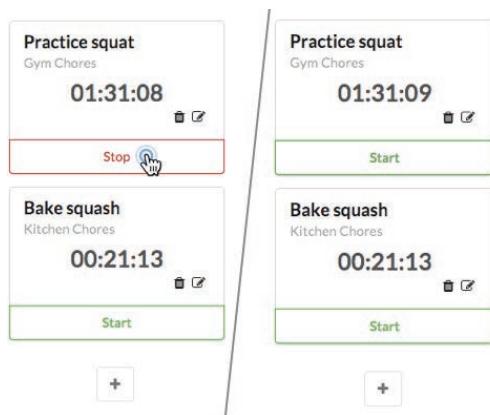 Practice squat
Gym Chores
01:31:08
Stop
Bake squash
Kitchen Chores
00:21:13
Start
+
Practice squat
Gym Chores
01:31:09
Start
Bake squash
Kitchen Chores
00:21:13
Start
+